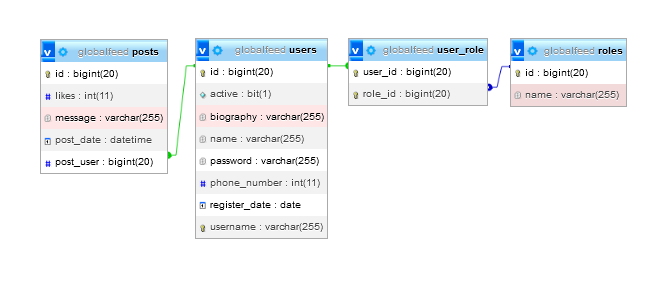 globalfeed posts
id : bigint(20)
likes : int(11)
message : varchar(255)
post_date : datetime
post_user : bigint(20)
globalfeed users
id : bigint(20)
active : bit(1)
biography : varchar(255)
name : varchar(255)
password : varchar(255)
phone_number : int(11)
register_date : date
username : varchar(255)
globalfeed user_role
user_id : bigint(20)
role_id : bigint(20)
globalfeed roles
id : bigint(20)
name : varchar(255)